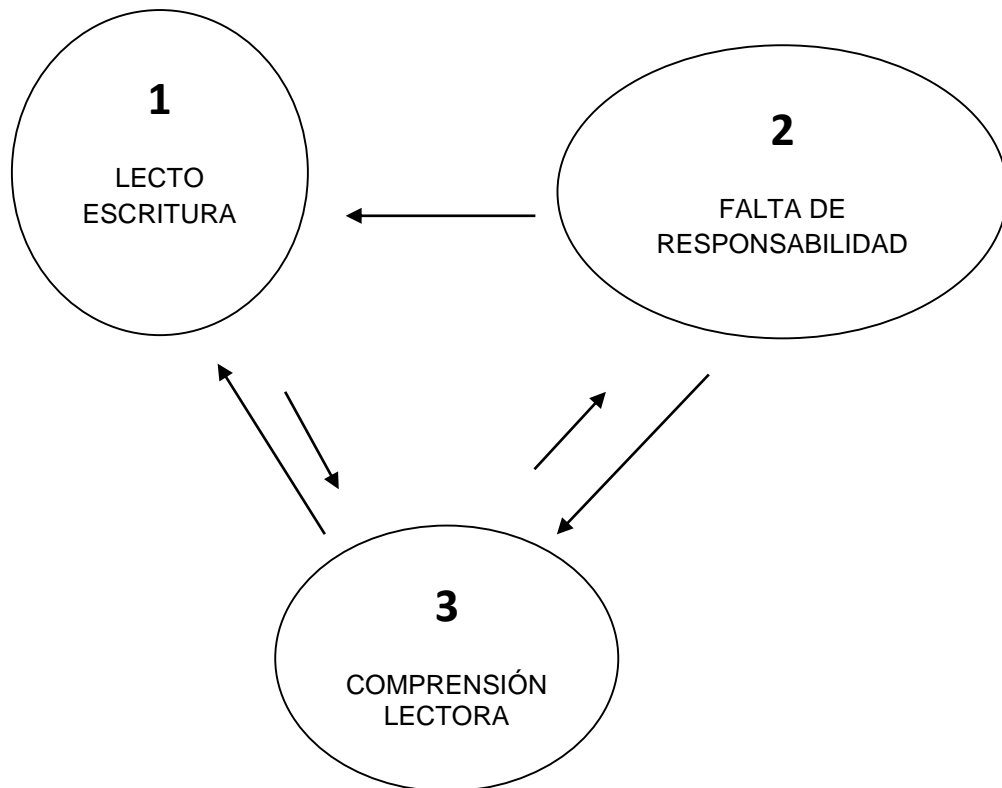 1
LECTO
ESCRITURA
2
FALTA DE
RESPONSABILIDAD
3
COMPRENSIÓN
LECTORA